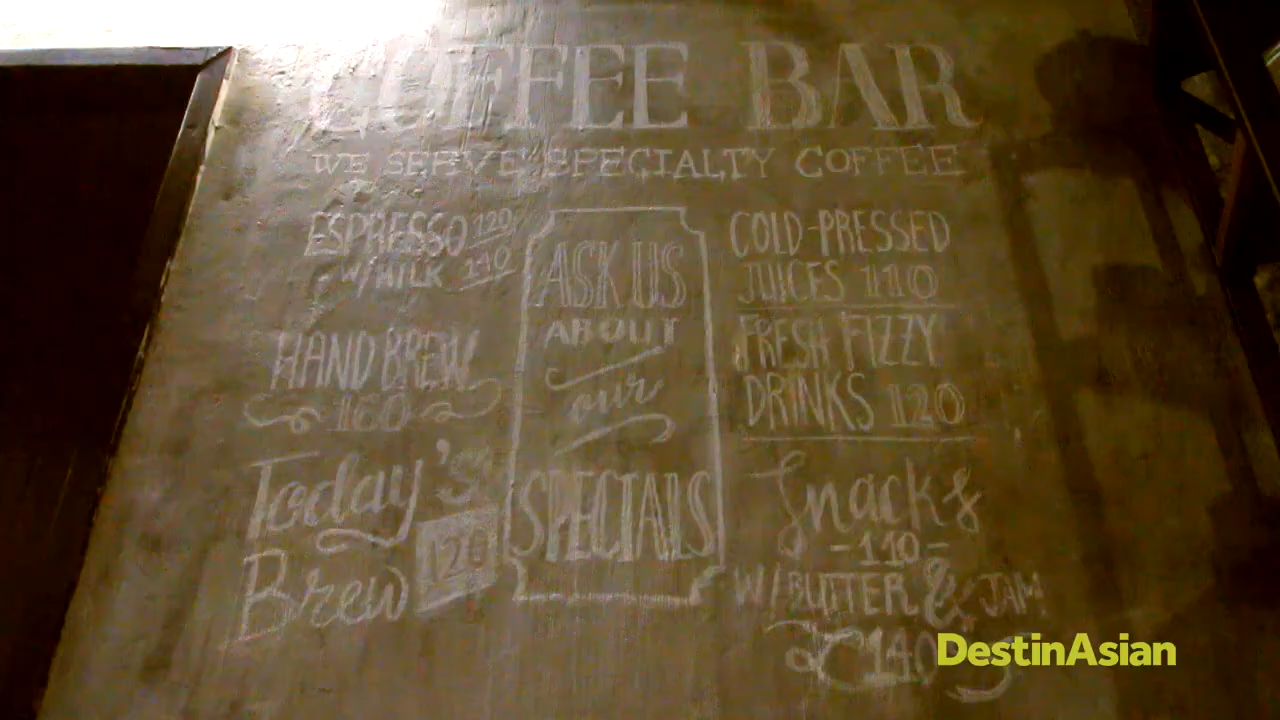 COFFEE BAR
WE SERVE SPECIALTY COFFEE
ESPRESSO 120
W/MILK 140
HAND BREW
160
Today's
Brew 120
ASK US
ABOUT
our
SPECIALS
COLD-PRESSED
JUICES 110
FRESH FIZZY
DRINKS 120
Snacks
-110-
W/BUTTER & JAM
140
DestinAsian